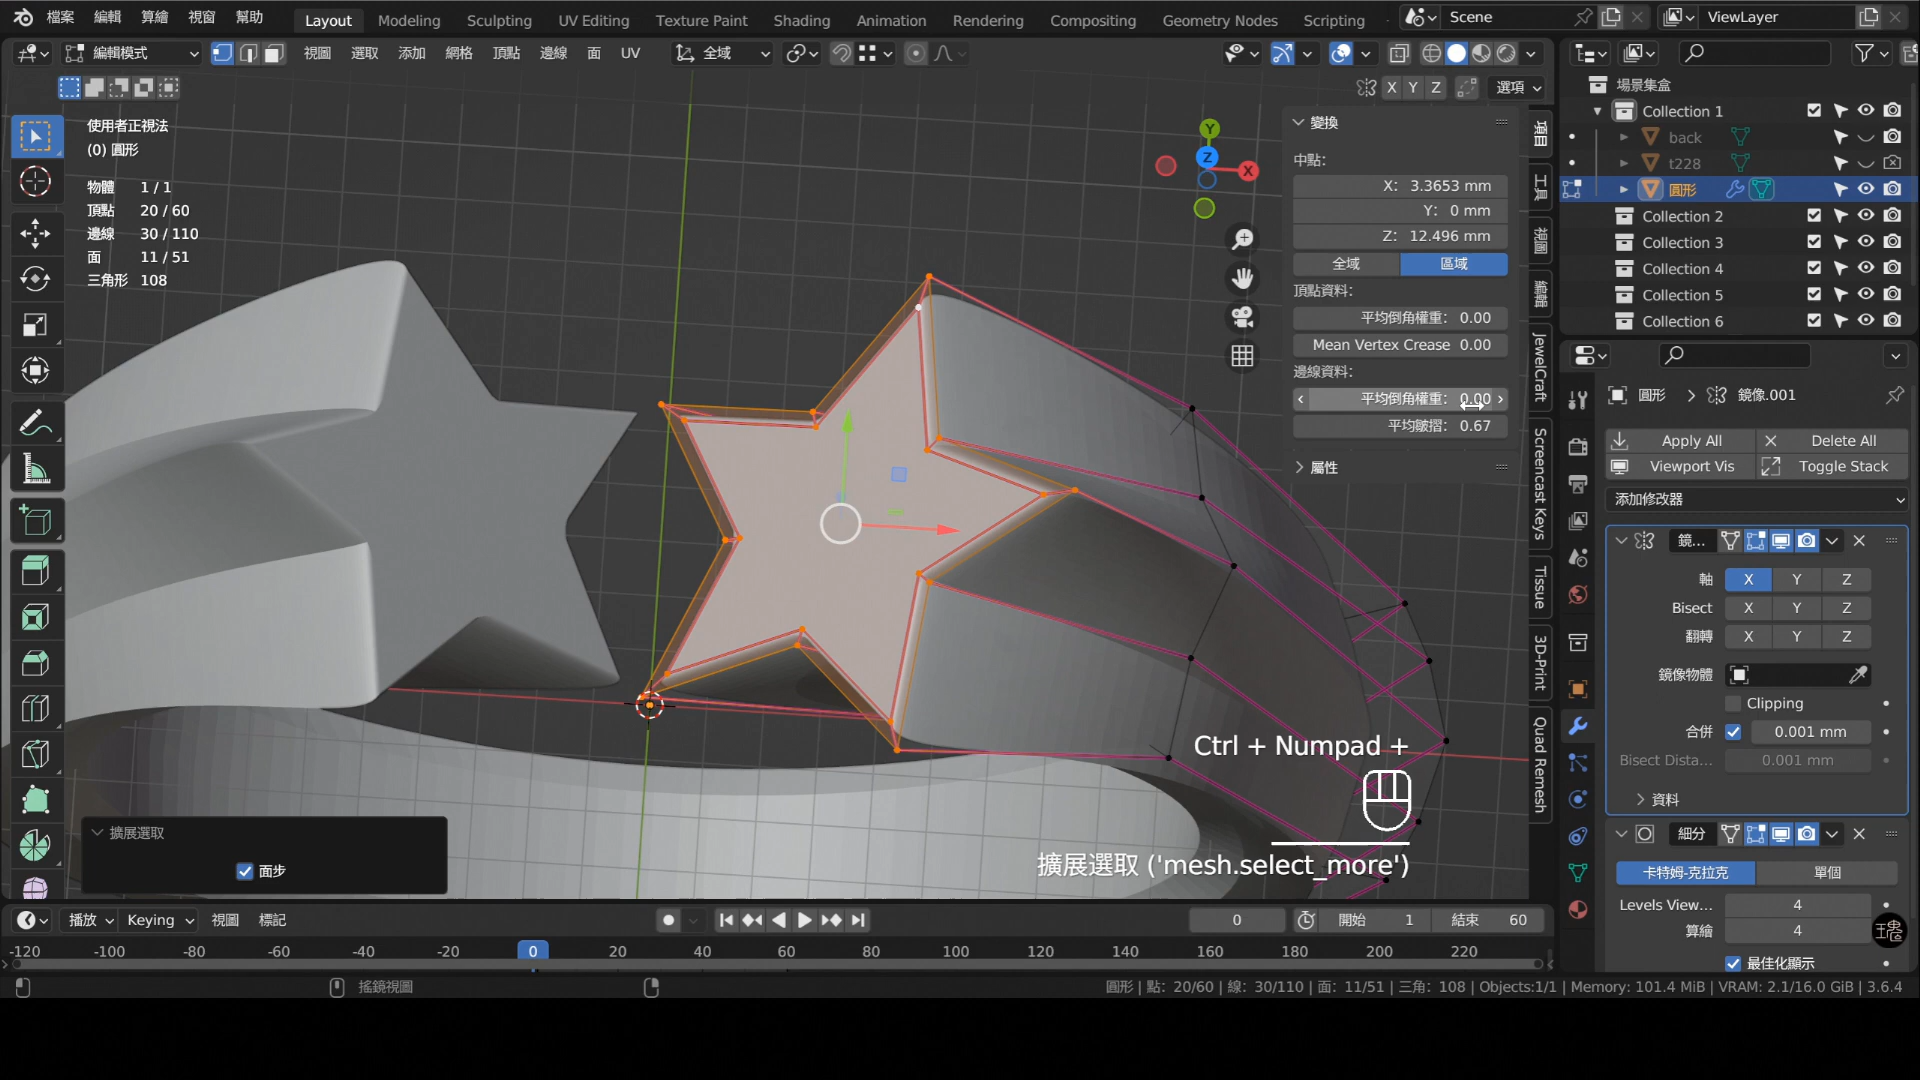 檔案 編輯 算繪 視窗 幫助 Layout Modeling Sculpting UV Editing Texture Paint Shading Animation Rendering Compositing Geometry Nodes Scripting Scene ViewLayer
編輯模式 視圖 選取 添加 網格 頂點 邊線 面 UV 全域
X Y Z 選項
使用者正視法
(0) 圓形
物體 1 / 1
頂點 20 / 60
邊線 30 / 110
面 11 / 51
三角形 108
Y
Z
X
變換
中點:
X: 3.3653 mm
Y: 0 mm
Z: 12.496 mm
全域 區域
頂點資料:
平均倒角權重: 0.00
Mean Vertex Crease 0.00
邊線資料:
平均倒角權重: 0.00
平均皺摺: 0.67
屬性
項目
工具
視圖
編輯
JewelCraft
Screencast Keys
Tissue
3D-Print
Quad Remesh
場景集盒
Collection 1
back
t228
圓形
Collection 2
Collection 3
Collection 4
Collection 5
Collection 6
圓形 > 鏡像.001
Apply All Delete All
Viewport Vis Toggle Stack
添加修改器
鏡...
軸 X Y Z
Bisect X Y Z
翻轉 X Y Z
鏡像物體
Clipping
合併 0.001 mm
Bisect Dista... 0.001 mm
資料
細分
卡特姆-克拉克 單個
Levels View... 4
算繪 4
最佳化顯示
Ctrl + Numpad +
擴展選取 ('mesh.select_more')
擴展選取
面步
播放 Keying 視圖 標記 0 開始 1 結束 60
-120 -100 -80 -60 -40 -20 0 20 40 60 80 100 120 140 160 180 200 220
搖鏡視圖
圓形 | 點: 20/60 | 線: 30/110 | 面: 11/51 | 三角: 108 | Objects:1/1 | Memory: 101.4 MiB | VRAM: 2.1/16.0 GiB | 3.6.4